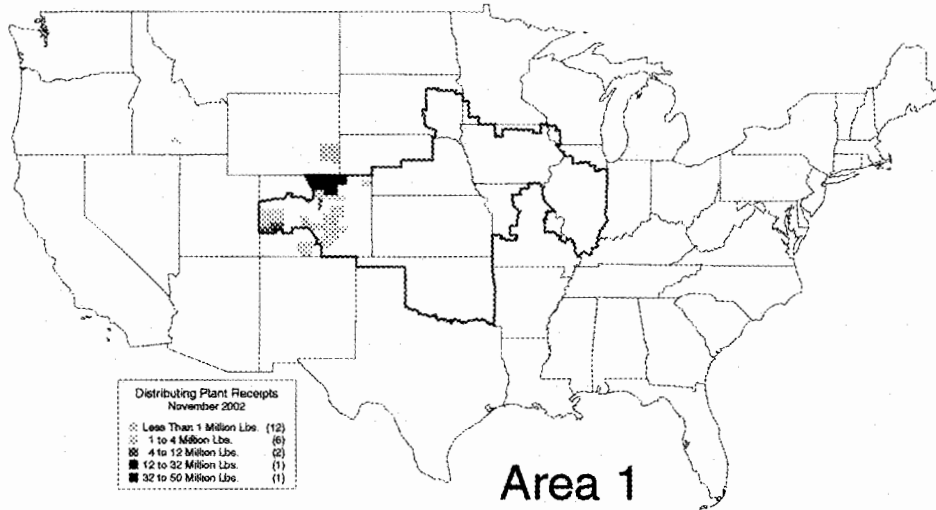 Distributing Plant Receipts
November 2002
Less Than 1 Million Lbs. (12)
1 to 4 Million Lbs. (6)
4 to 12 Million Lbs. (2)
12 to 32 Million Lbs. (1)
32 to 50 Million Lbs. (1)
Area 1